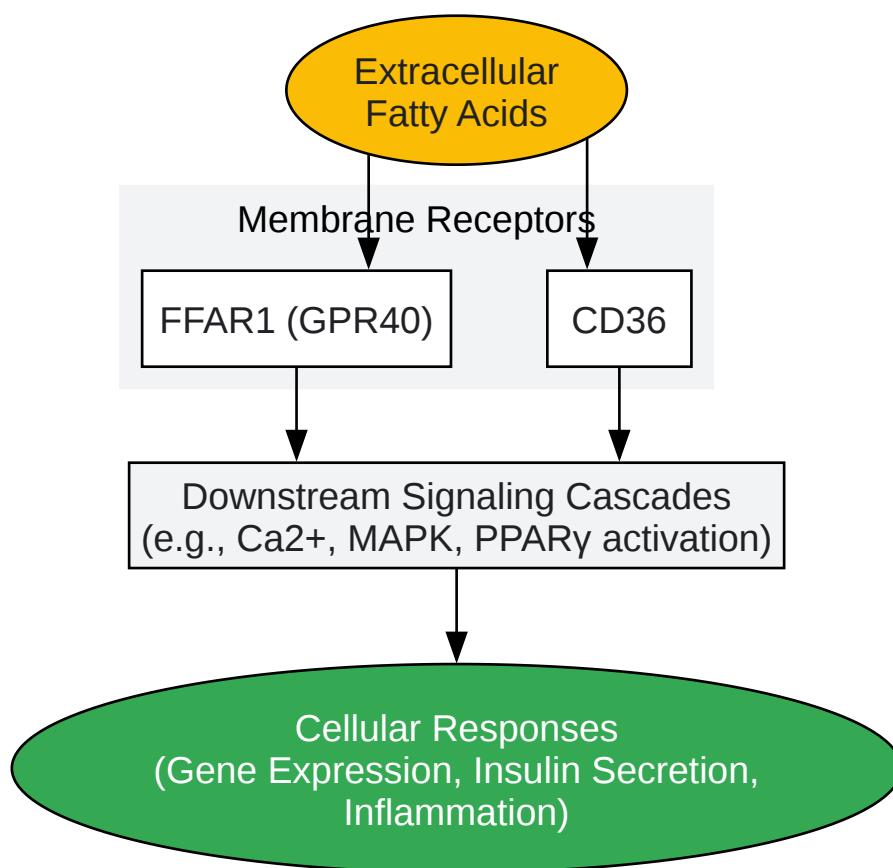 Extracellular
Fatty Acids
Membrane Receptors
FFAR1 (GPR40)
CD36
Downstream Signaling Cascades
(e.g., Ca2+, MAPK, PPARγ activation)
Cellular Responses
(Gene Expression, Insulin Secretion,
Inflammation)